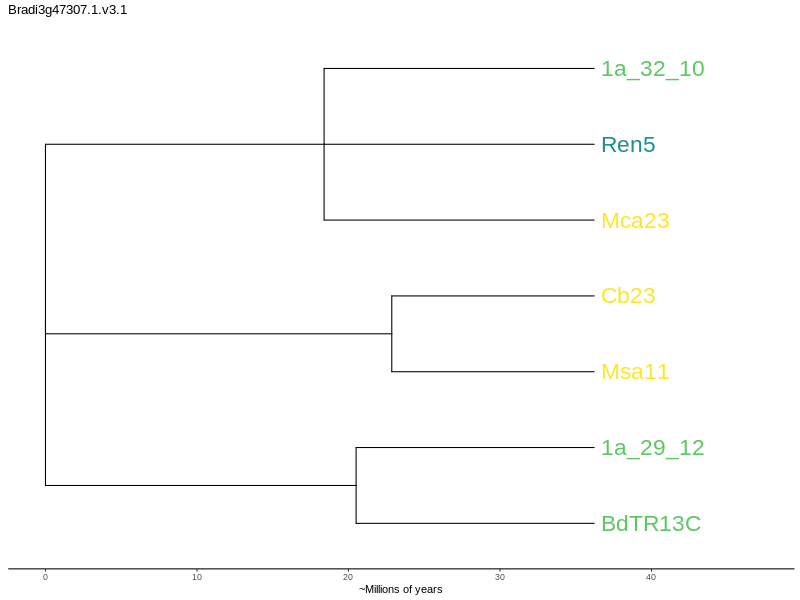 Bradi3g47307.1.v3.1
1a_32_10
Ren5
Mca23
Cb23
Msa11
1a_29_12
BdTR13C
0 10 20 30 40
~Millions of years